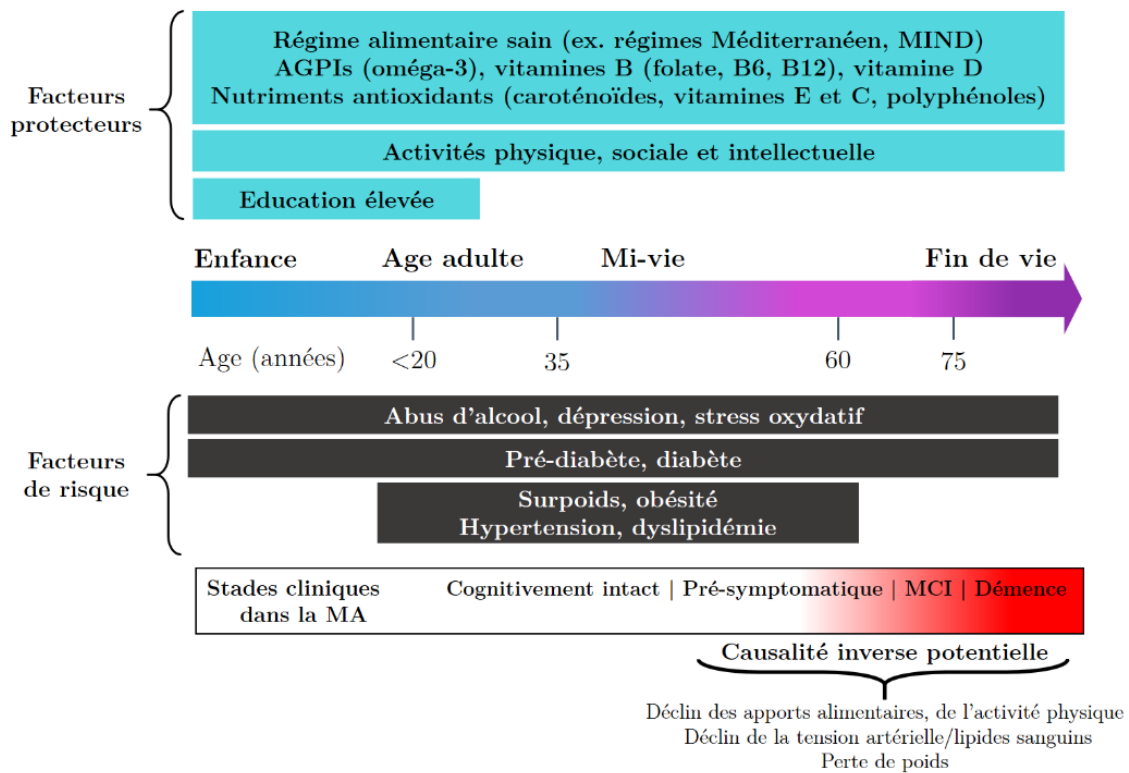 Régime alimentaire sain (ex. régimes Méditerranéen, MIND)
AGPIs (oméga-3), vitamines B (folate, B6, B12), vitamine D
Nutriments antioxidants (caroténoïdes, vitamines E et C, polyphénoles)
Facteurs
protecteurs
Activités physique, sociale et intellectuelle
Education élevée
Enfance Age adulte Mi-vie Fin de vie
Age (années) <20 35 60 75
Abus d'alcool, dépression, stress oxydatif
Pré-diabète, diabète
Facteurs
de risque
Surpoids, obésité
Hypertension, dyslipidémie
Stades cliniques
dans la MA
Cognitivement intact | Pré-symptomatique | MCI | Démence
Causalité inverse potentielle
Déclin des apports alimentaires, de l'activité physique
Déclin de la tension artérielle/lipides sanguins
Perte de poids